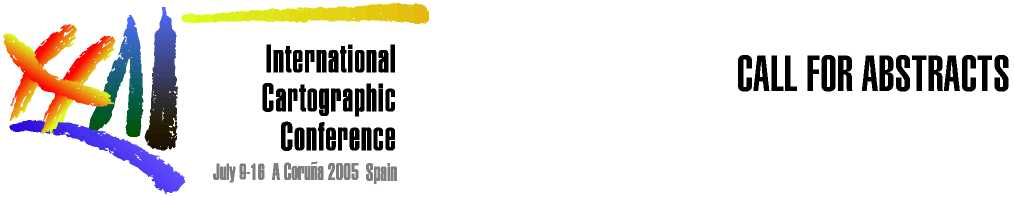 International
Cartographic
Conference
July 9-16 A Coruña 2005 Spain
CALL FOR ABSTRACTS